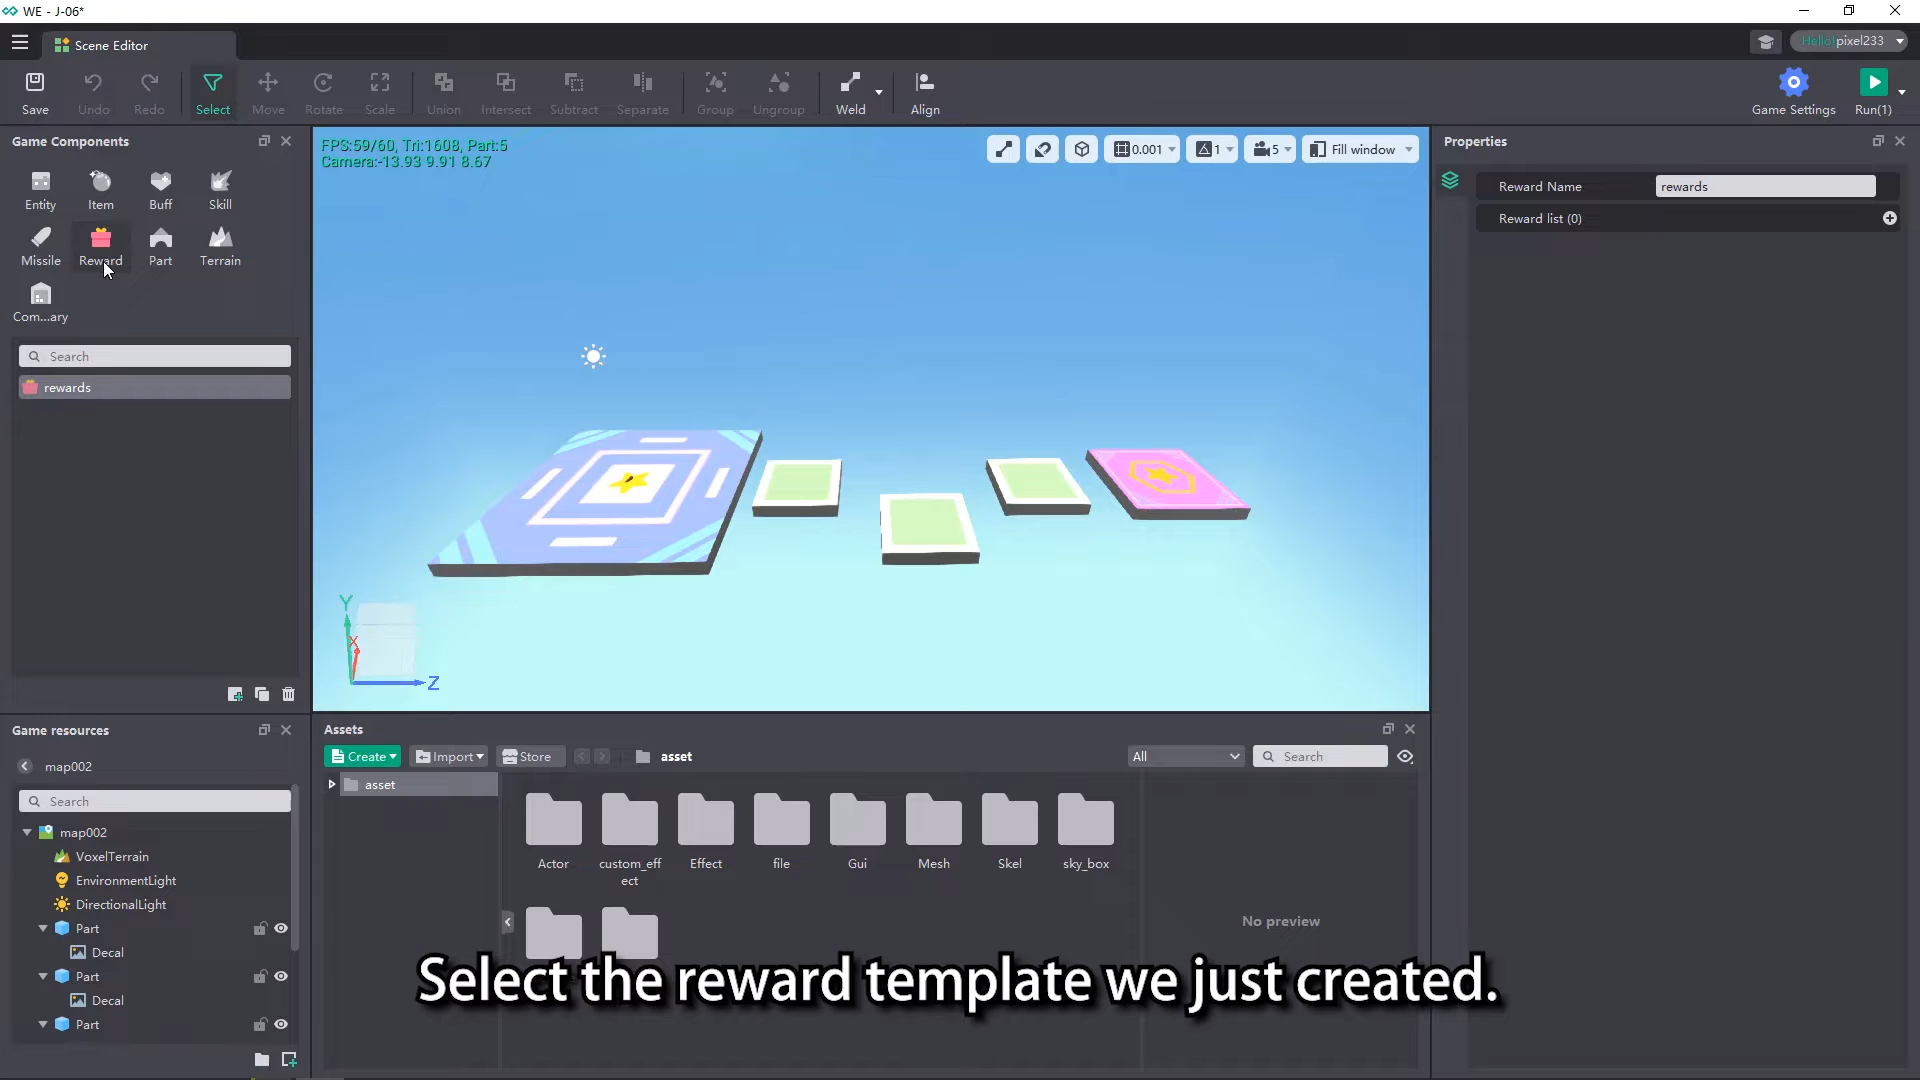 WE - J-06*
Scene Editor
Hello! pixel233
Save
Undo
Redo
Select
Move
Rotate
Scale
Union
Intersect
Subtract
Separate
Group
Ungroup
Weld
Align
Game Settings
Run(1)
Game Components
Entity
Item
Buff
Skill
Missile
Reward
Part
Terrain
Com...ary
Search
rewards
FPS:59/60, Tri:1608, Part:5
Camera:-13.93 9.91 8.67
0.001
1
5
Fill window
Y
X
Z
Properties
Reward Name
rewards
Reward list (0)
Game resources
map002
Search
map002
VoxelTerrain
EnvironmentLight
DirectionalLight
Part
Decal
Part
Decal
Part
Assets
Create
Import
Store
asset
All
Search
asset
Actor
custom_eff
ect
Effect
file
Gui
Mesh
Skel
sky_box
No preview
Select the reward template we just created.